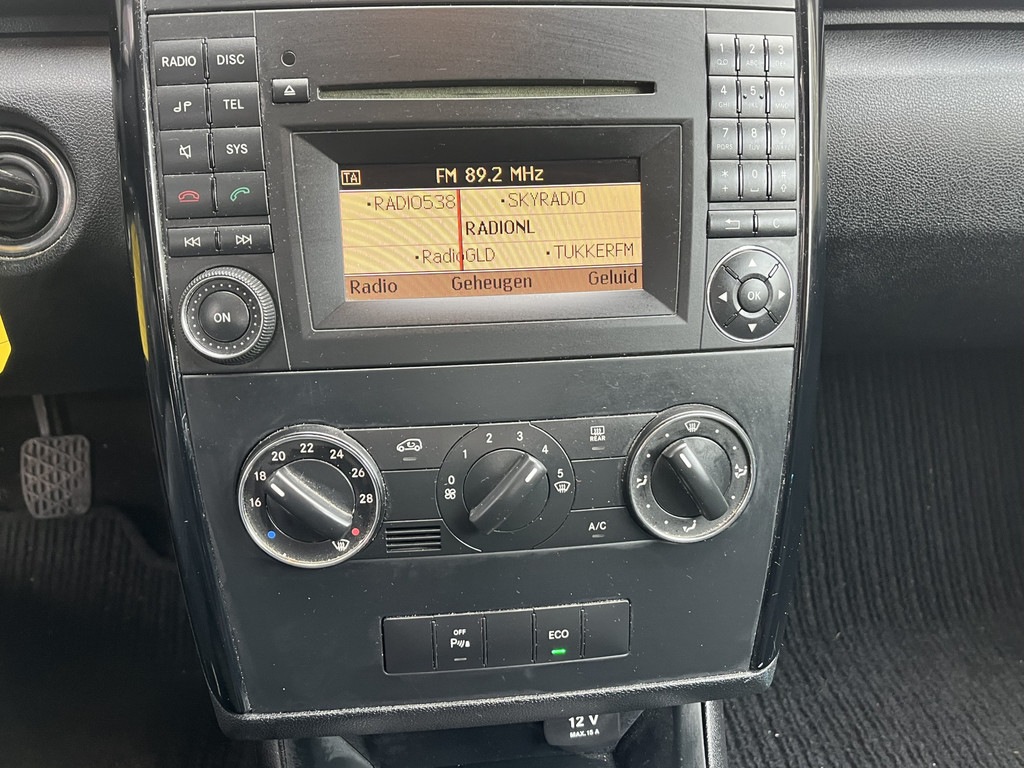 RADIO DISC
TEL
SYS
ON
TA FM 89.2 MHz
•RADIO538 •SKYRADIO
RADIONL
•RadioGLD •TUKKERFM
Radio Geheugen Geluid
1 2 3
4 5 6
7 8 9
* 0 #
C
OK
16 18 20 22 24 26 28
0 1 2 3 4 5
REAR
A/C
OFF
P
ECO
12 V
MAX. 15 A